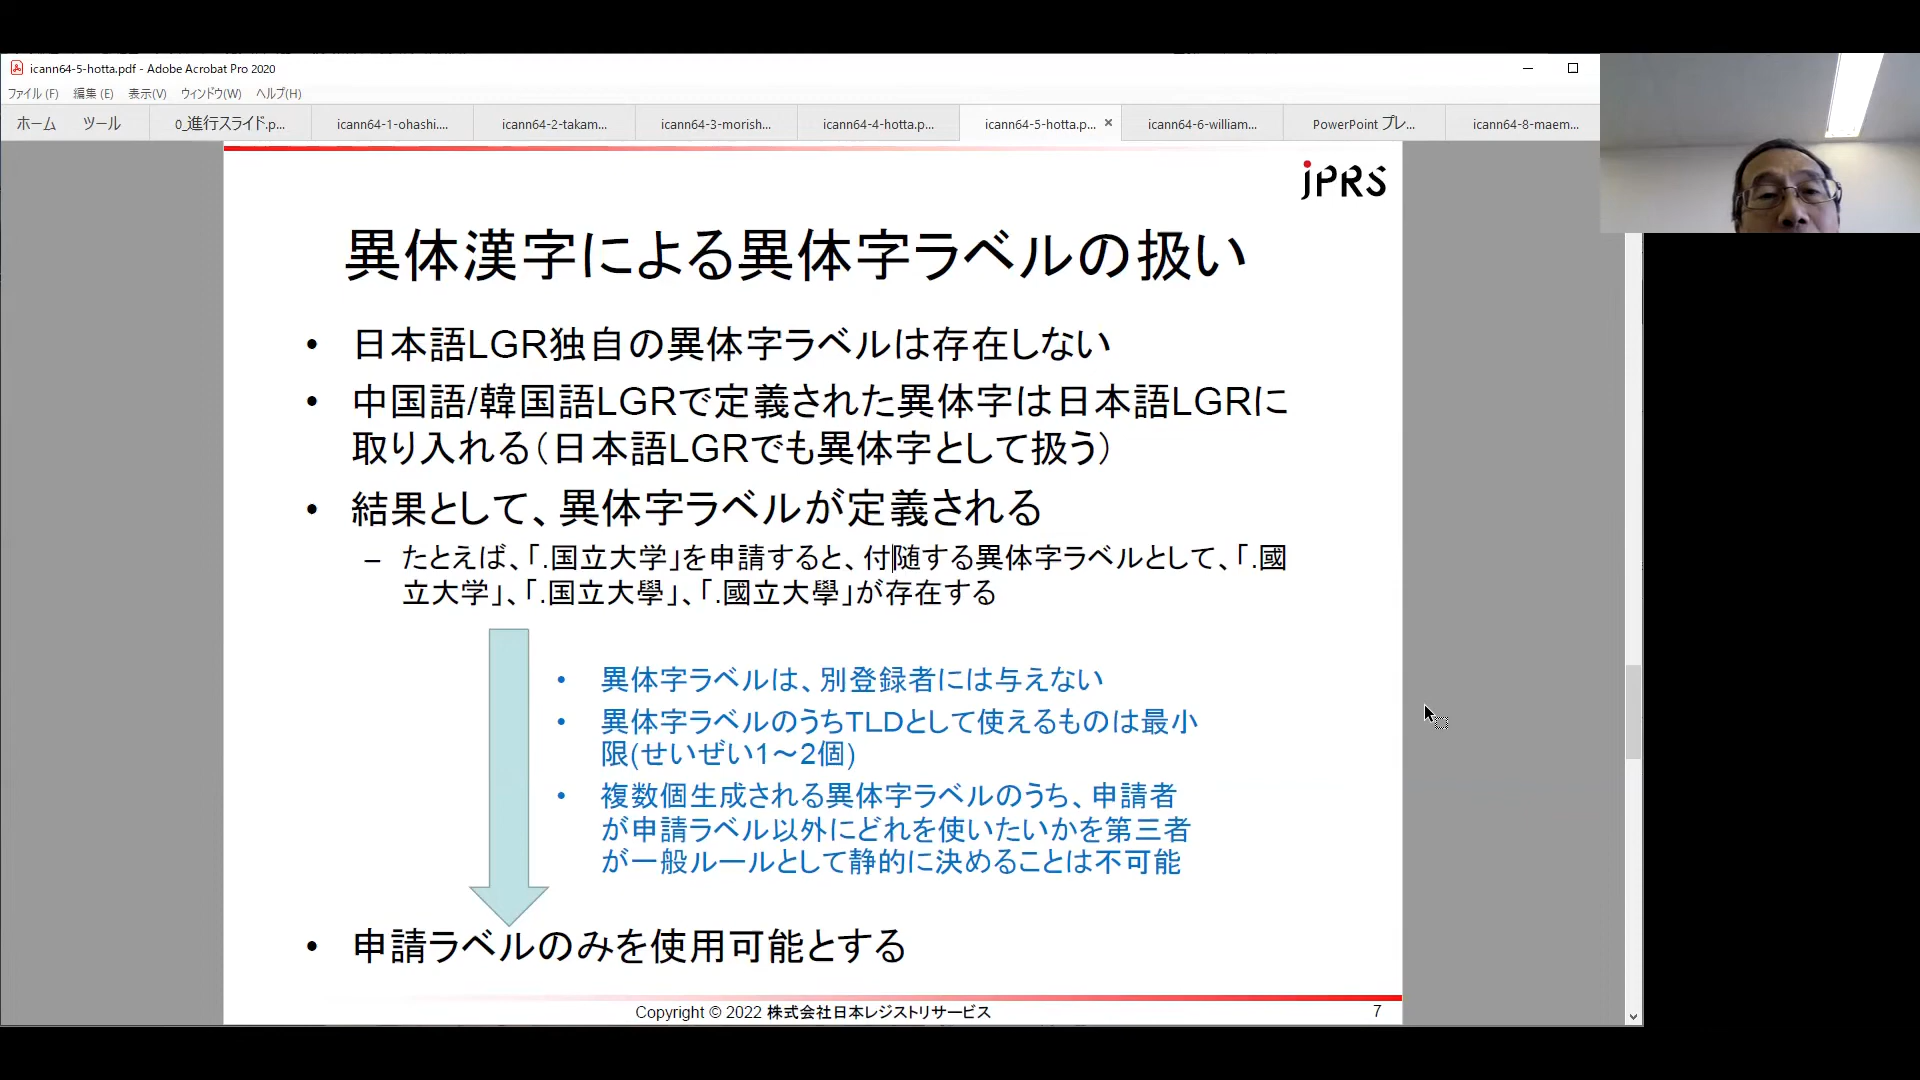 icann64-5-hotta.pdf - Adobe Acrobat Pro 2020
ファイル(F) 編集(E) 表示(V) ウィンドウ(W) ヘルプ(H)
ホーム ツール 0_進行スライド.p... icann64-1-ohashi.... icann64-2-takam... icann64-3-morish... icann64-4-hotta.p... icann64-5-hotta.p... × icann64-6-william... PowerPoint プレ... icann64-8-maem...
JPRS
異体漢字による異体字ラベルの扱い
• 日本語LGR独自の異体字ラベルは存在しない
• 中国語/韓国語LGRで定義された異体字は日本語LGRに
取り入れる(日本語LGRでも異体字として扱う)
• 結果として、異体字ラベルが定義される
– たとえば、「.国立大学」を申請すると、付随する異体字ラベルとして、「.國
立大学」、「.国立大學」、「.國立大學」が存在する
• 異体字ラベルは、別登録者には与えない
• 異体字ラベルのうちTLDとして使えるものは最小
限(せいぜい1～2個)
• 複数個生成される異体字ラベルのうち、申請者
が申請ラベル以外にどれを使いたいかを第三者
が一般ルールとして静的に決めることは不可能
• 申請ラベルのみを使用可能とする
Copyright © 2022 株式会社日本レジストリサービス
7